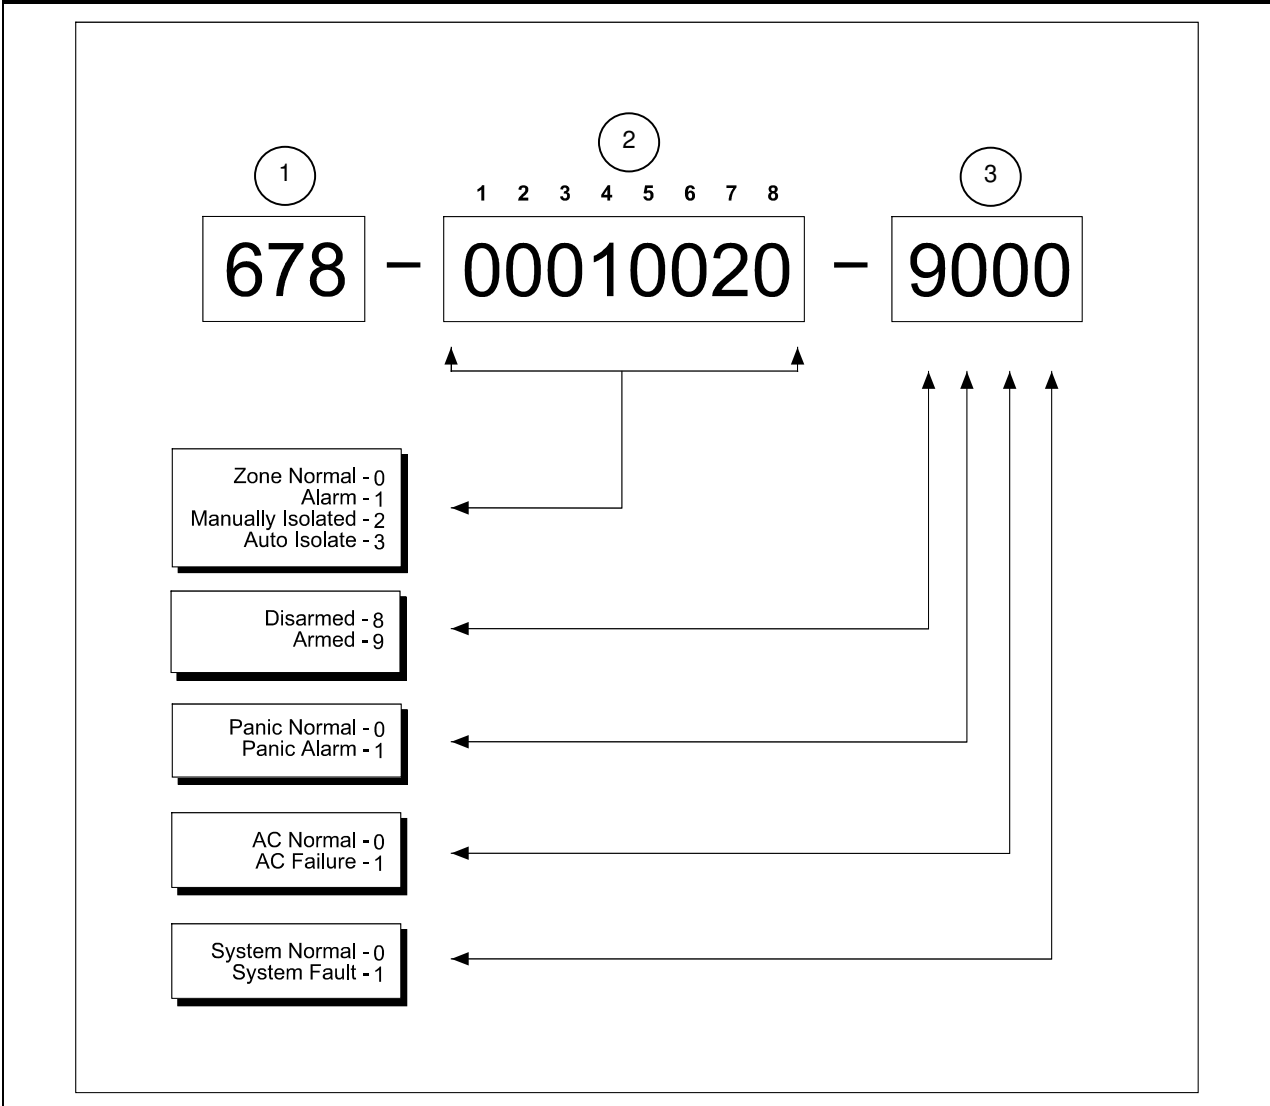 1
2
3
1 2 3 4 5 6 7 8
678 - 00010020 - 9000
Zone Normal - 0
Alarm - 1
Manually Isolated - 2
Auto Isolate - 3
Disarmed - 8
Armed - 9
Panic Normal - 0
Panic Alarm - 1
AC Normal - 0
AC Failure - 1
System Normal - 0
System Fault - 1